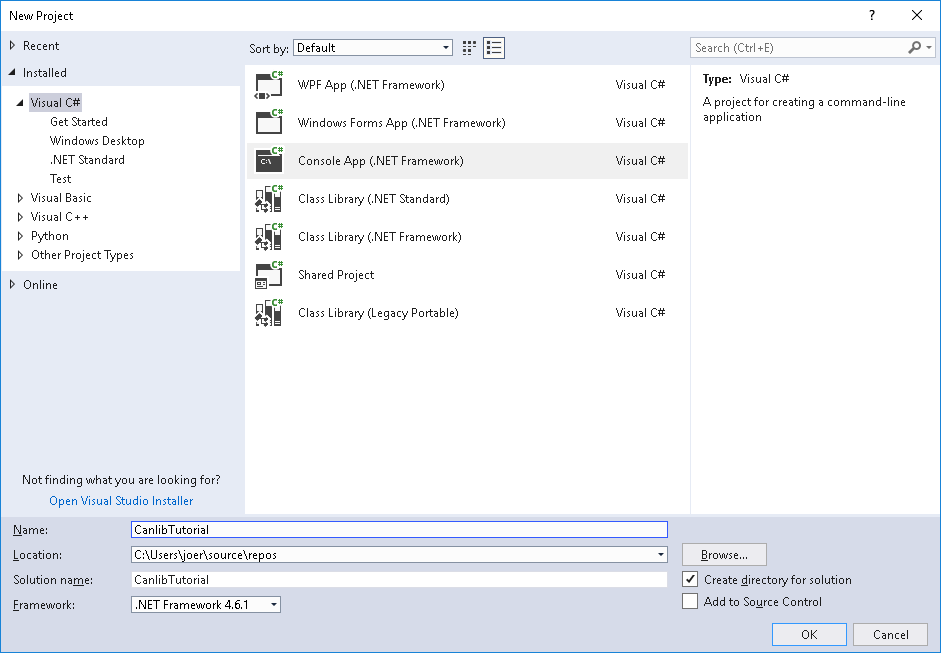 New Project
?
Recent
Installed
Visual C#
Get Started
Windows Desktop
.NET Standard
Test
Visual Basic
Visual C++
Python
Other Project Types
Online
Not finding what you are looking for?
Open Visual Studio Installer
Sort by: Default
C# WPF App (.NET Framework) Visual C#
C# Windows Forms App (.NET Framework) Visual C#
C# C:\ Console App (.NET Framework) Visual C#
C# Class Library (.NET Standard) Visual C#
C# Class Library (.NET Framework) Visual C#
C# Shared Project Visual C#
C# Class Library (Legacy Portable) Visual C#
Search (Ctrl+E)
Type: Visual C#
A project for creating a command-line
application
Name: CanlibTutorial
Location: C:\Users\joer\source\repos Browse...
Solution name: CanlibTutorial Create directory for solution
Framework: .NET Framework 4.6.1 Add to Source Control
OK Cancel